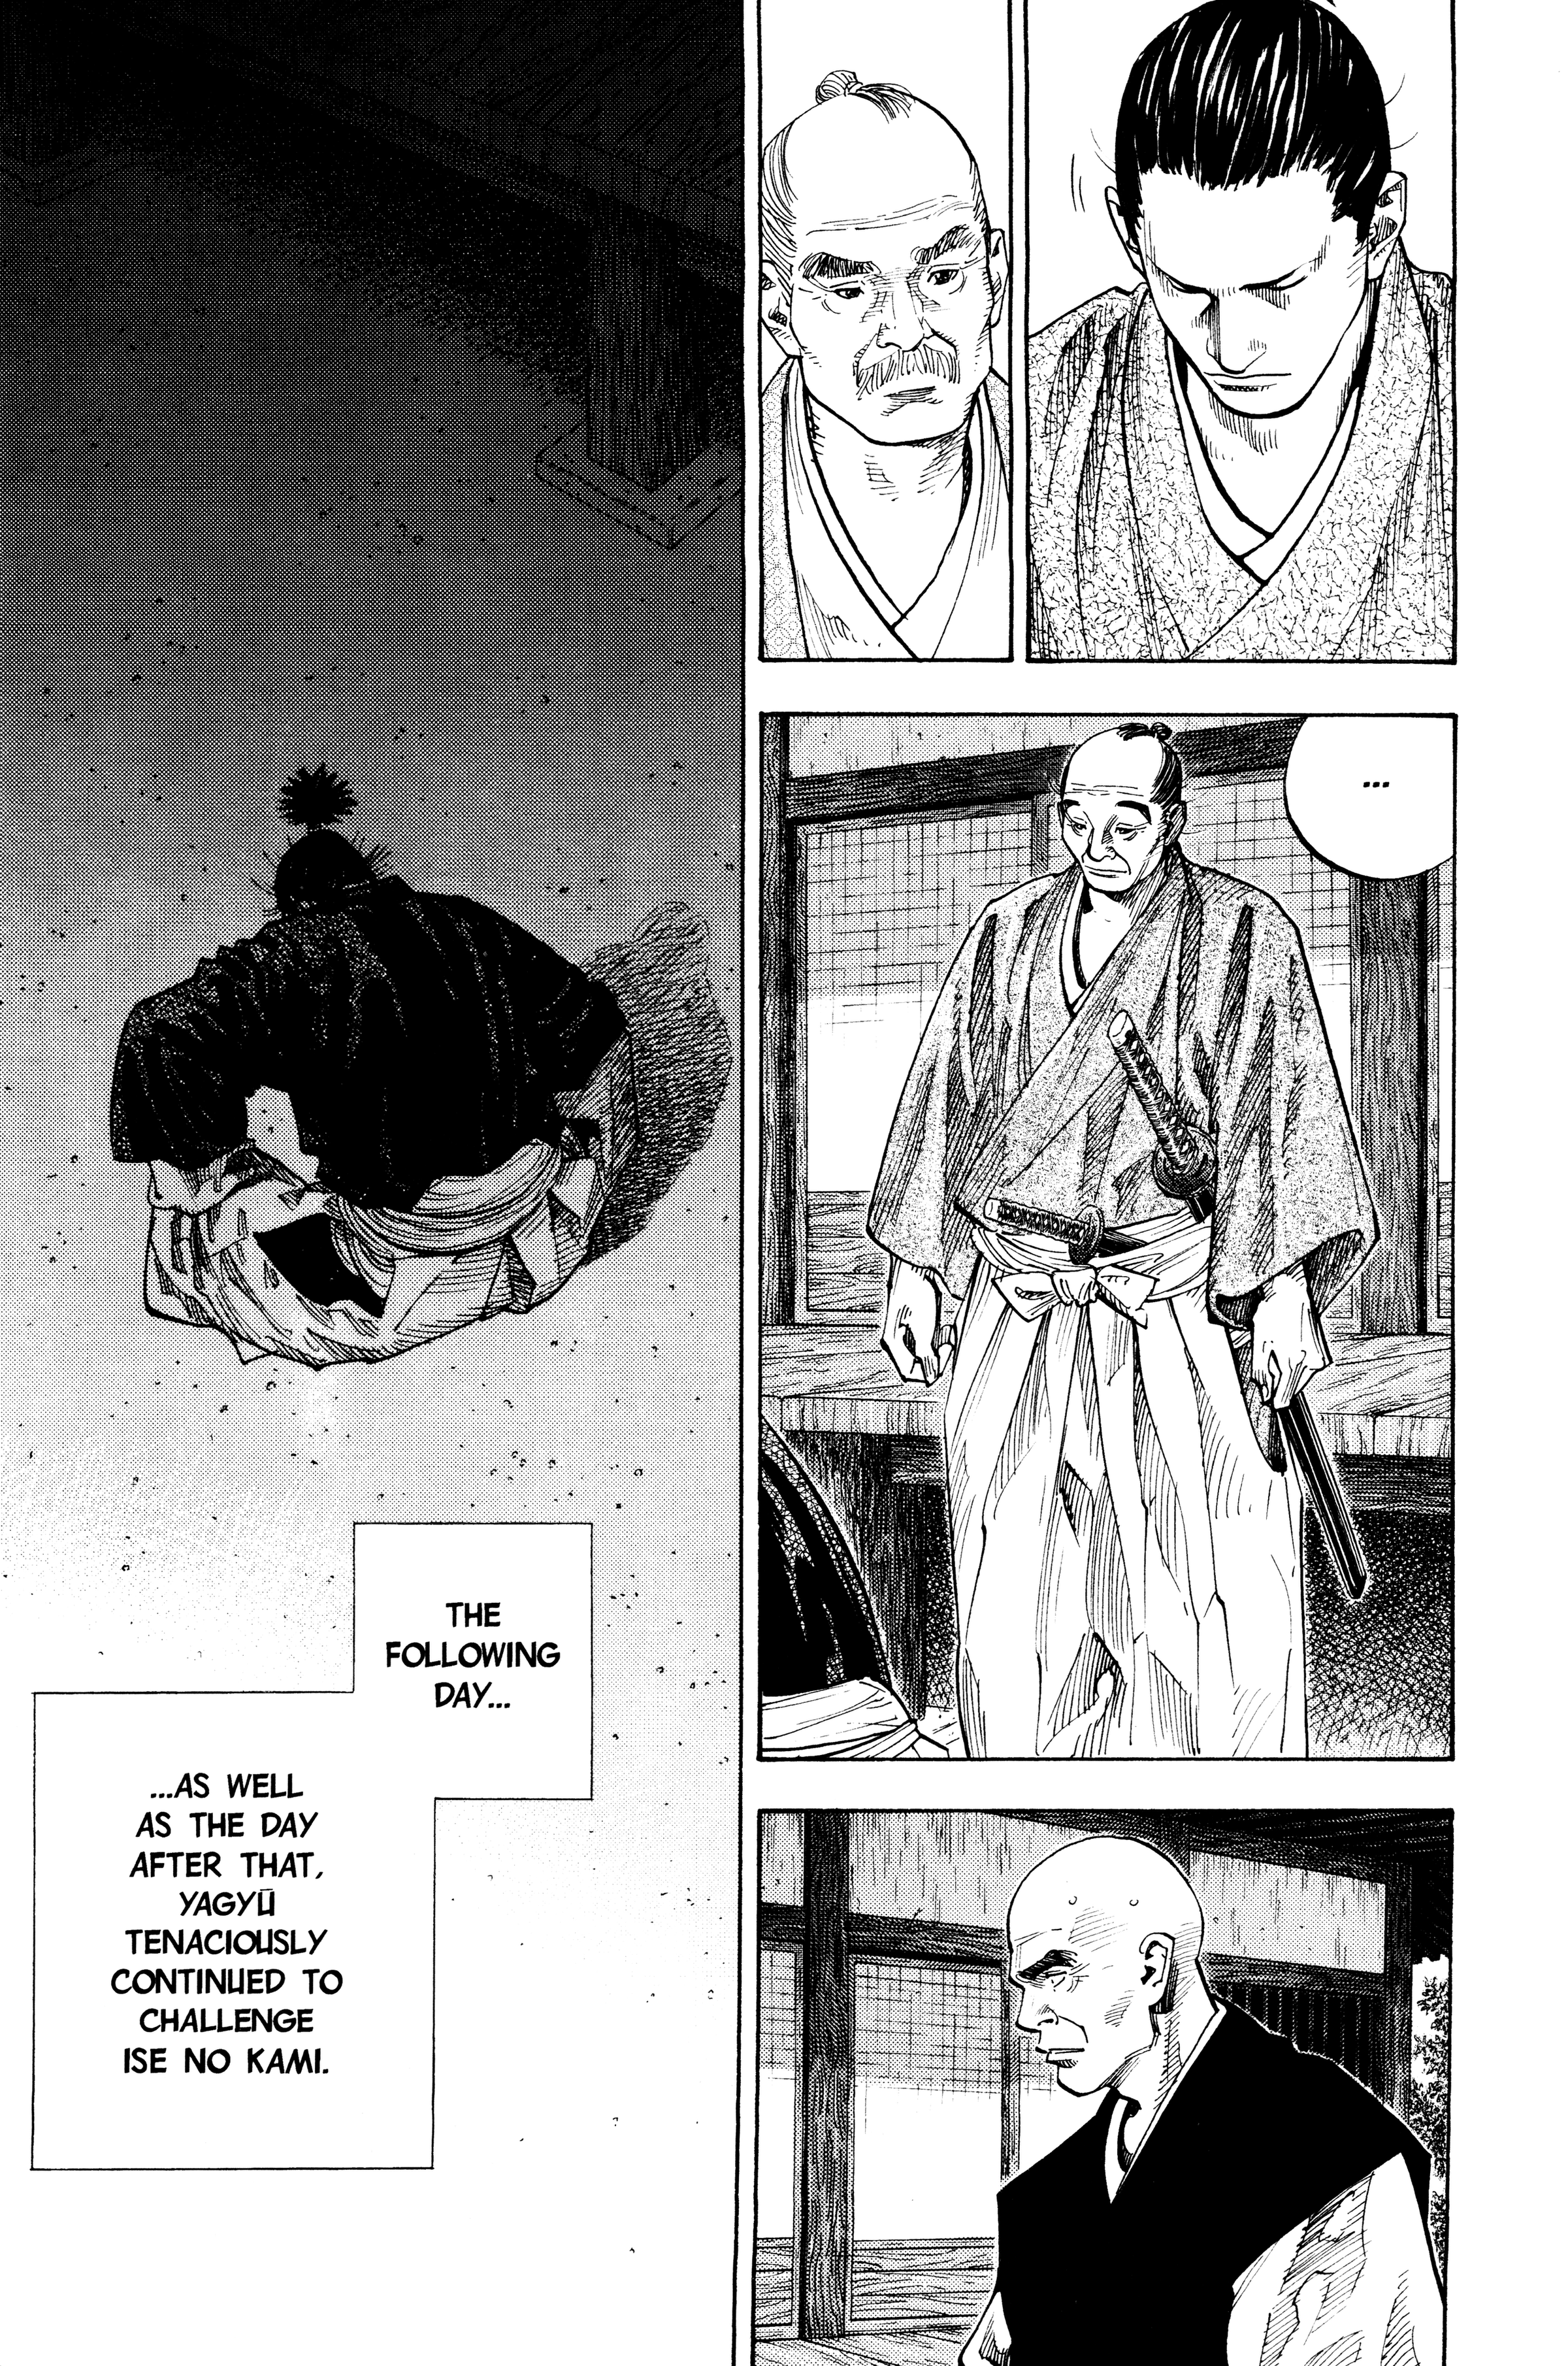 ...
THE
FOLLOWING
DAY...
...AS WELL
AS THE DAY
AFTER THAT,
YAGYŪ
TENACIOUSLY
CONTINUED TO
CHALLENGE
ISE NO KAMI.